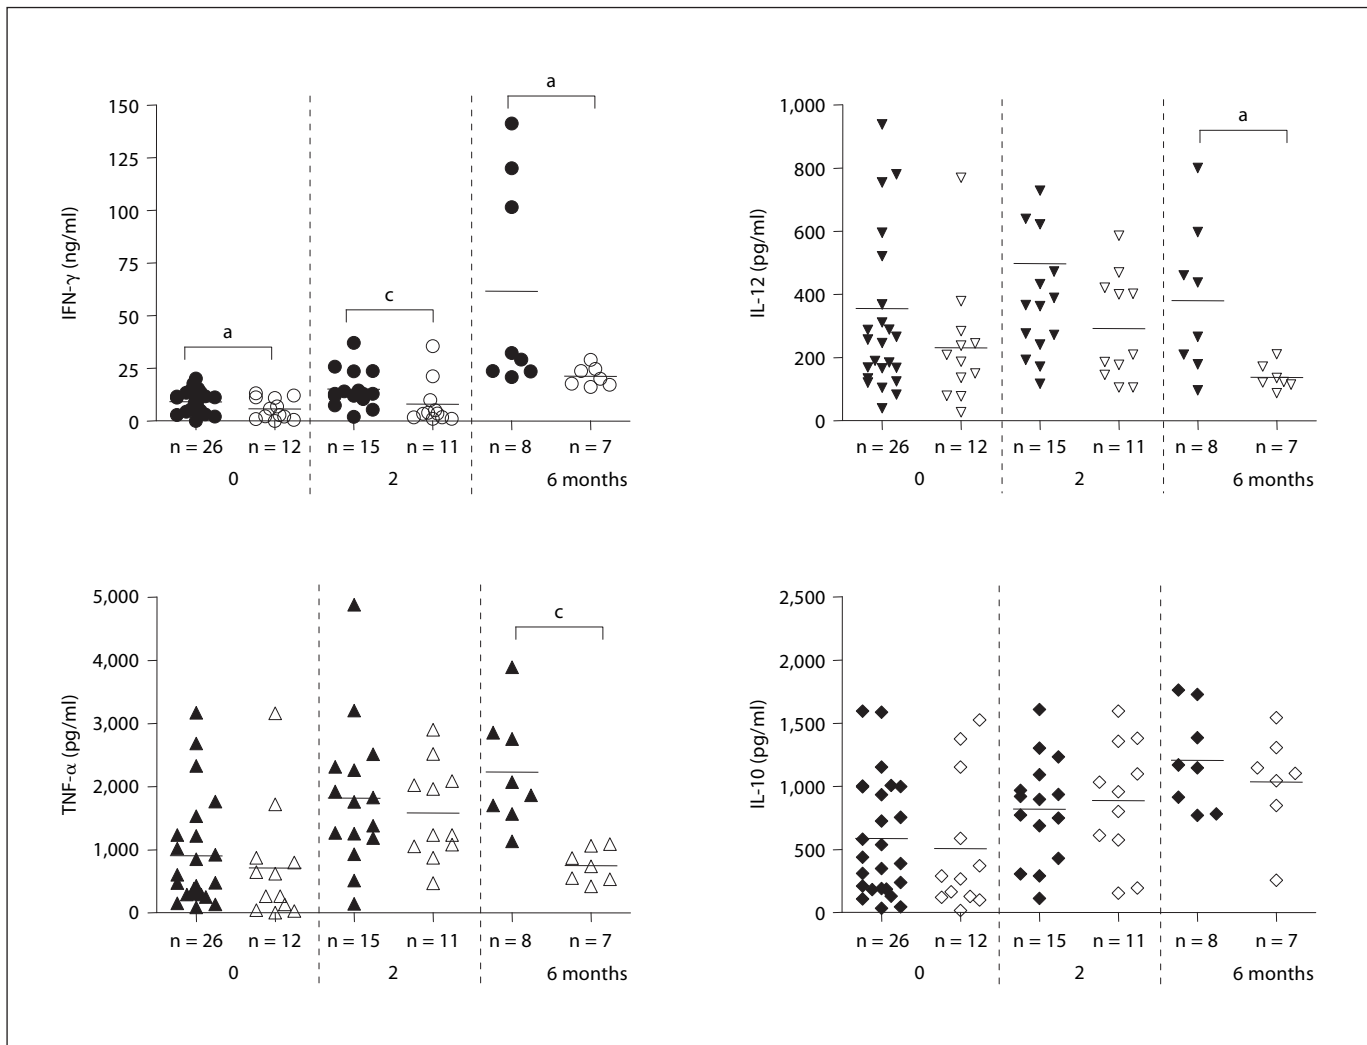 IFN-γ (ng/ml)
150
125
100
75
50
25
0
a
c
a
n = 26 n = 12 n = 15 n = 11 n = 8 n = 7
0 2 6 months
IL-12 (pg/ml)
1,000
800
600
400
200
0
a
n = 26 n = 12 n = 15 n = 11 n = 8 n = 7
0 2 6 months
TNF-α (pg/ml)
5,000
4,000
3,000
2,000
1,000
0
c
n = 26 n = 12 n = 15 n = 11 n = 8 n = 7
0 2 6 months
IL-10 (pg/ml)
2,500
2,000
1,500
1,000
500
0
n = 26 n = 12 n = 15 n = 11 n = 8 n = 7
0 2 6 months